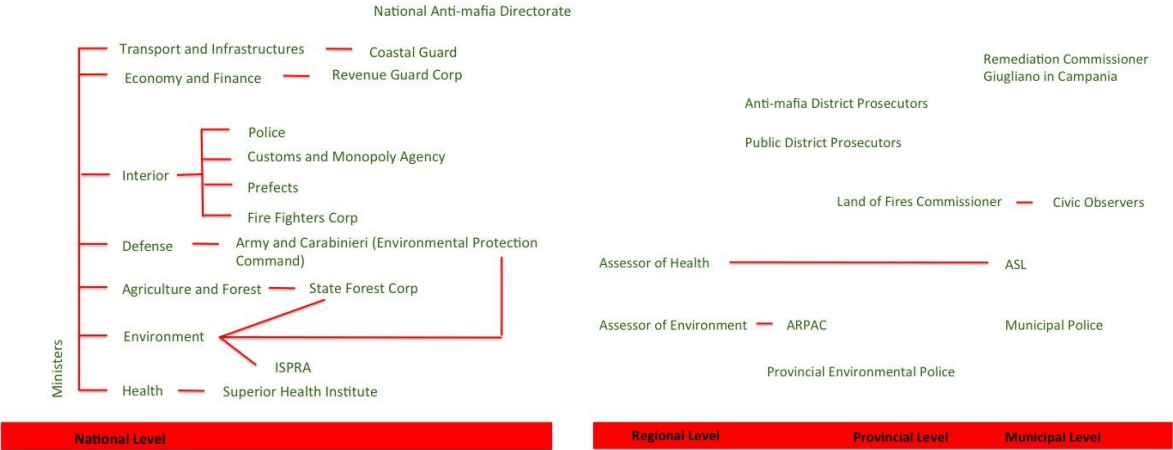 National Anti-mafia Directorate
Transport and Infrastructures
Coastal Guard
Economy and Finance
Revenue Guard Corp
Interior
Police
Customs and Monopoly Agency
Prefects
Fire Fighters Corp
Defense
Army and Carabinieri (Environmental Protection
Command)
Agriculture and Forest
State Forest Corp
Environment
ISPRA
Health
Superior Health Institute
Ministers
National Level
Remediation Commissioner
Giugliano in Campania
Anti-mafia District Prosecutors
Public District Prosecutors
Land of Fires Commissioner
Civic Observers
Assessor of Health
ASL
Assessor of Environment
ARPAC
Municipal Police
Provincial Environmental Police
Regional Level
Provincial Level
Municipal Level